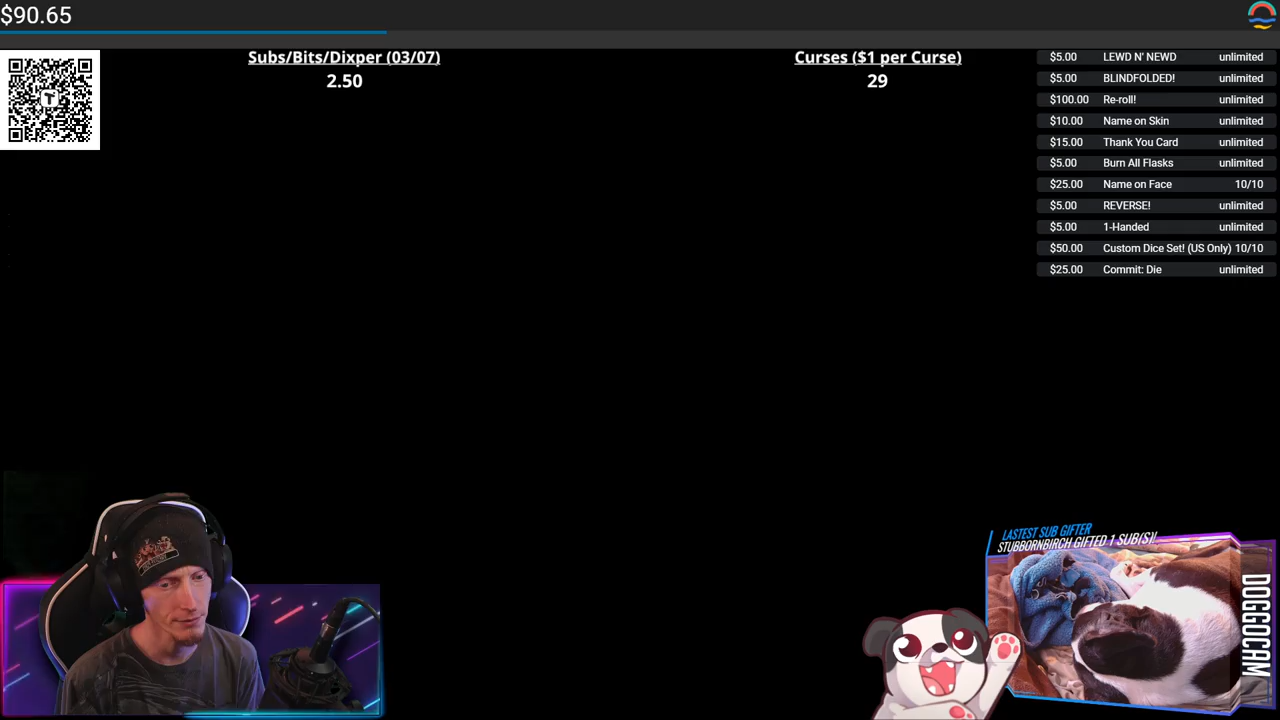 $90.65
Subs/Bits/Dixper (03/07)
2.50
Curses ($1 per Curse)
29
$5.00 LEWD N' NEWD unlimited
$5.00 BLINDFOLDED! unlimited
$100.00 Re-roll! unlimited
$10.00 Name on Skin unlimited
$15.00 Thank You Card unlimited
$5.00 Burn All Flasks unlimited
$25.00 Name on Face 10/10
$5.00 REVERSE! unlimited
$5.00 1-Handed unlimited
$50.00 Custom Dice Set! (US Only) 10/10
$25.00 Commit: Die unlimited
LASTEST SUB GIFTER
STUBBORNBIRCH GIFTED 1 SUB(S)!
DOGGOCAM